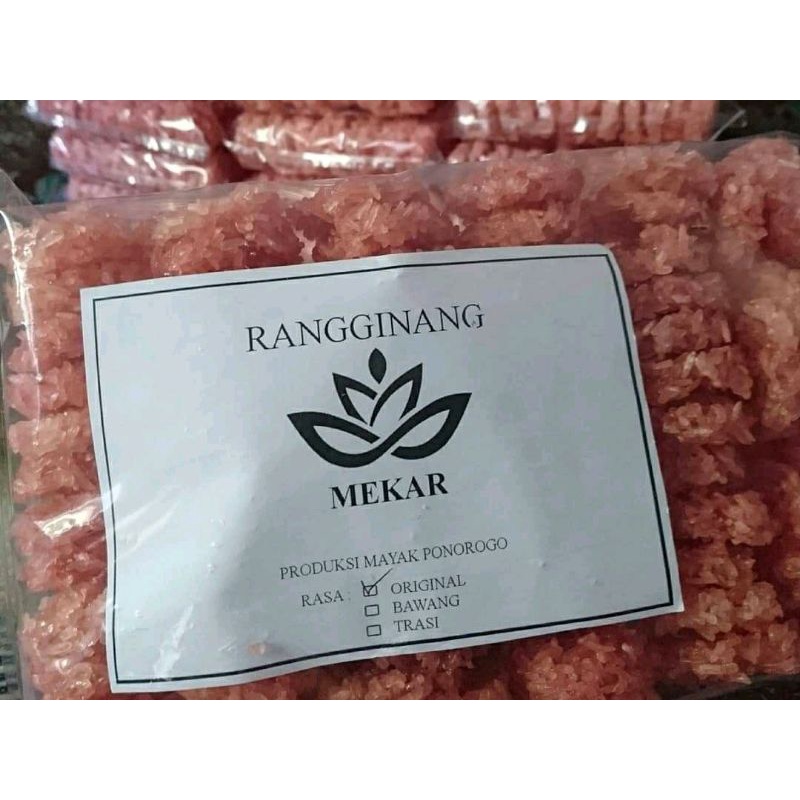 RANGGINANG
MEKAR
PRODUKSI MAYAK PONOROGO
RASA : ORIGINAL
BAWANG
TRASI